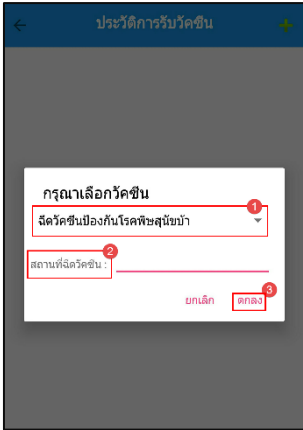 ประวัติการรับวัคซีน
กรุณาเลือกวัคซีน
1
ฉีดวัคซีนป้องกันโรคพิษสุนัขบ้า
2
สถานที่ฉีดวัคซีน :
3
ยกเลิก ตกลง